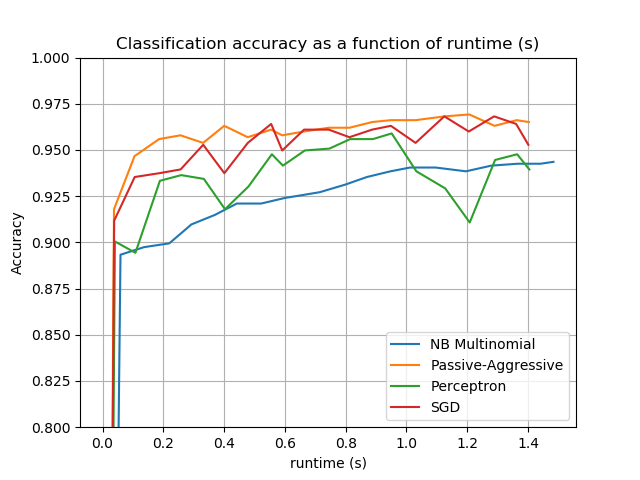 Classification accuracy as a function of runtime (s)
1.000
0.975
0.950
0.925
0.900
0.875
0.850
0.825
0.800
Accuracy
0.0 0.2 0.4 0.6 0.8 1.0 1.2 1.4
runtime (s)
NB Multinomial
Passive-Aggressive
Perceptron
SGD